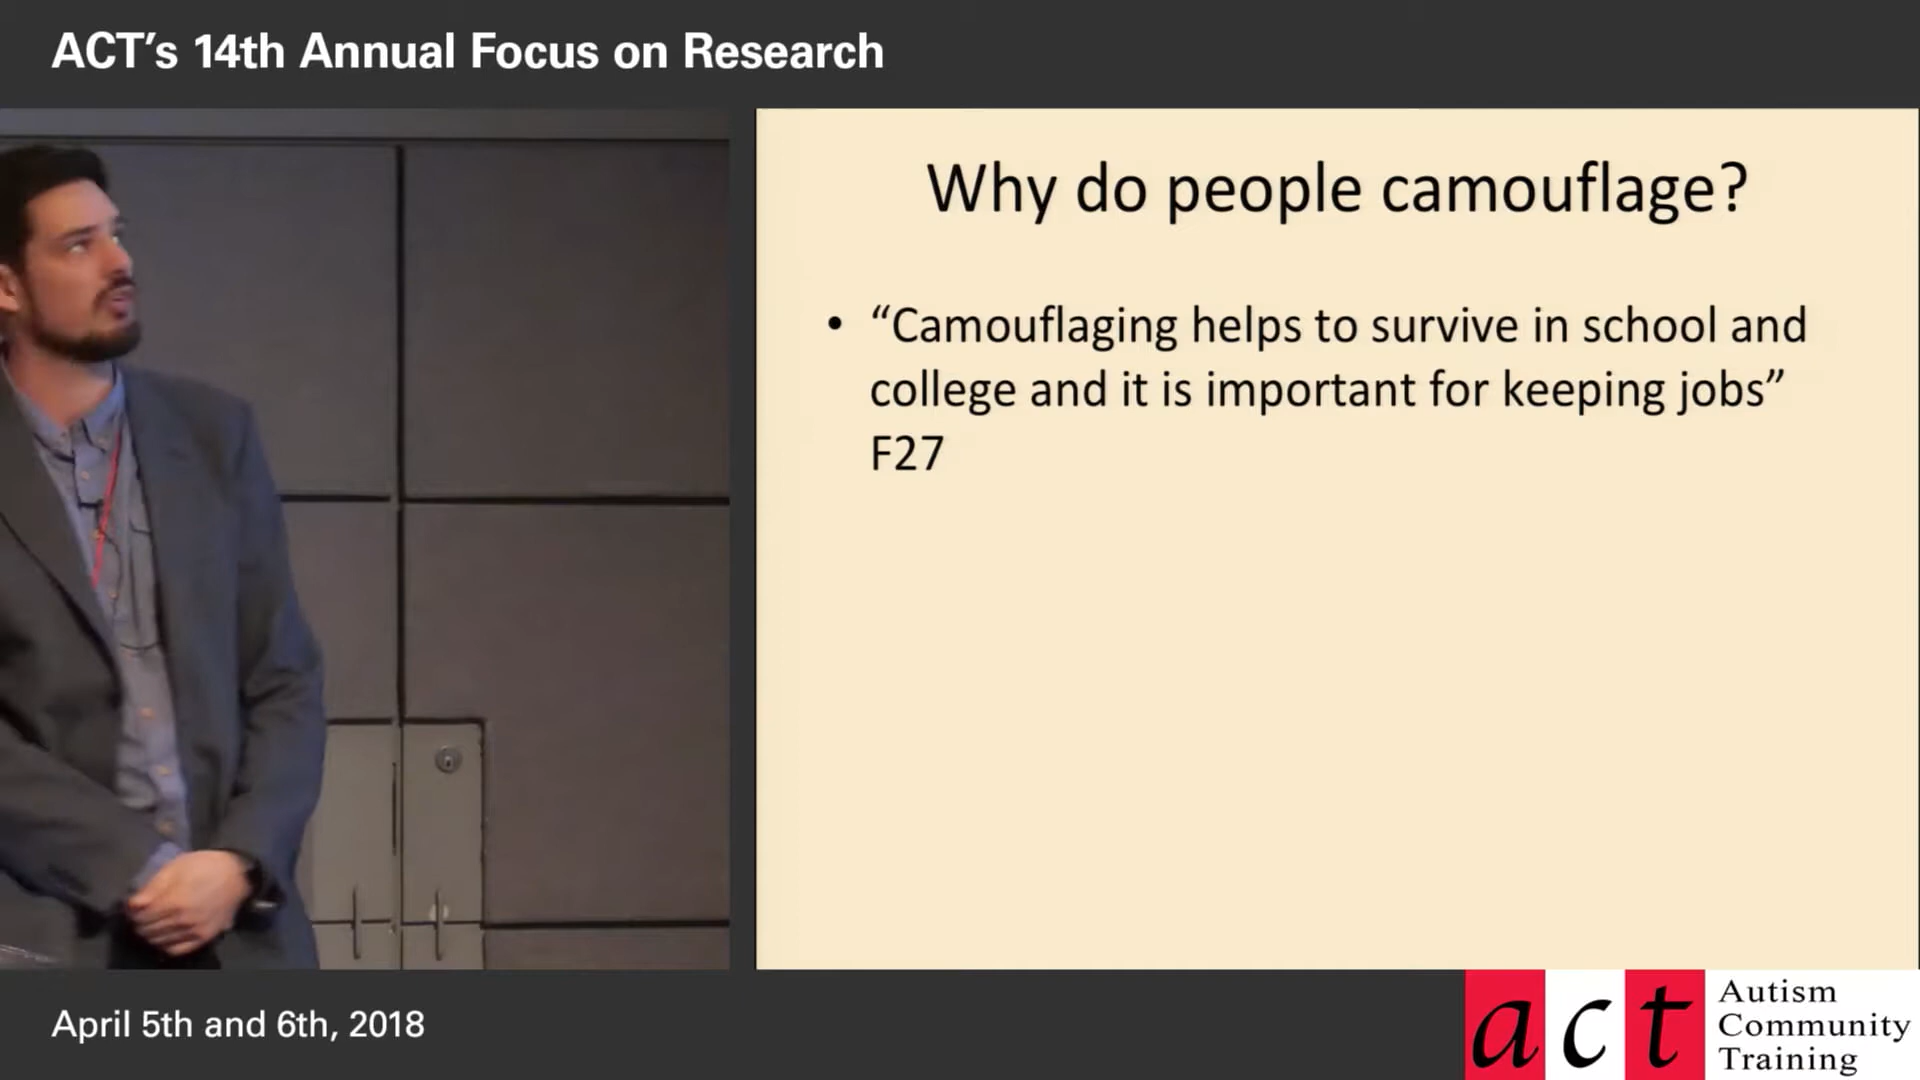 ACT's 14th Annual Focus on Research
Why do people camouflage?
• “Camouflaging helps to survive in school and
college and it is important for keeping jobs”
F27
April 5th and 6th, 2018
act
Autism
Community
Training